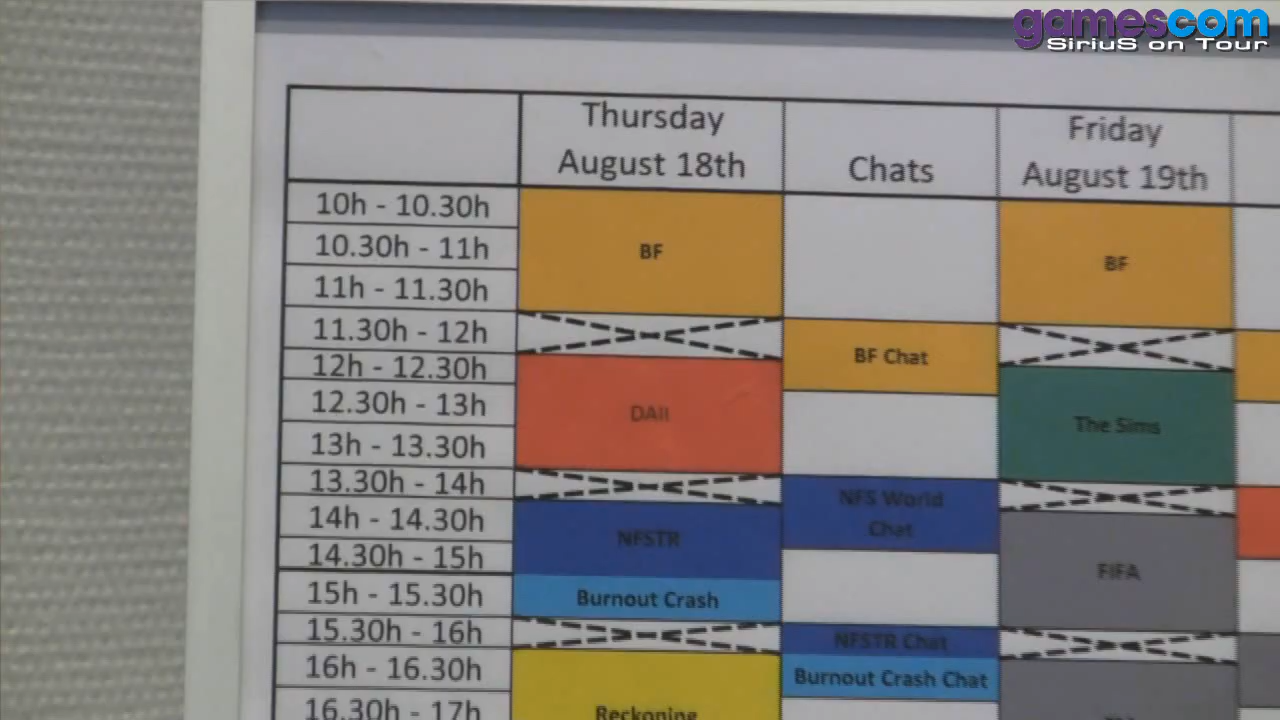 gamescom
SiriuS on Tour
Thursday
August 18th
Chats
Friday
August 19th
10h - 10.30h
10.30h - 11h
11h - 11.30h
11.30h - 12h
12h - 12.30h
12.30h - 13h
13h - 13.30h
13.30h - 14h
14h - 14.30h
14.30h - 15h
15h - 15.30h
15.30h - 16h
16h - 16.30h
16.30h - 17h
BF
DAII
NFSTR
Burnout Crash
Reckoning
BF Chat
NFS World
Chat
NFSTR Chat
Burnout Crash Chat
BF
The Sims
FIFA